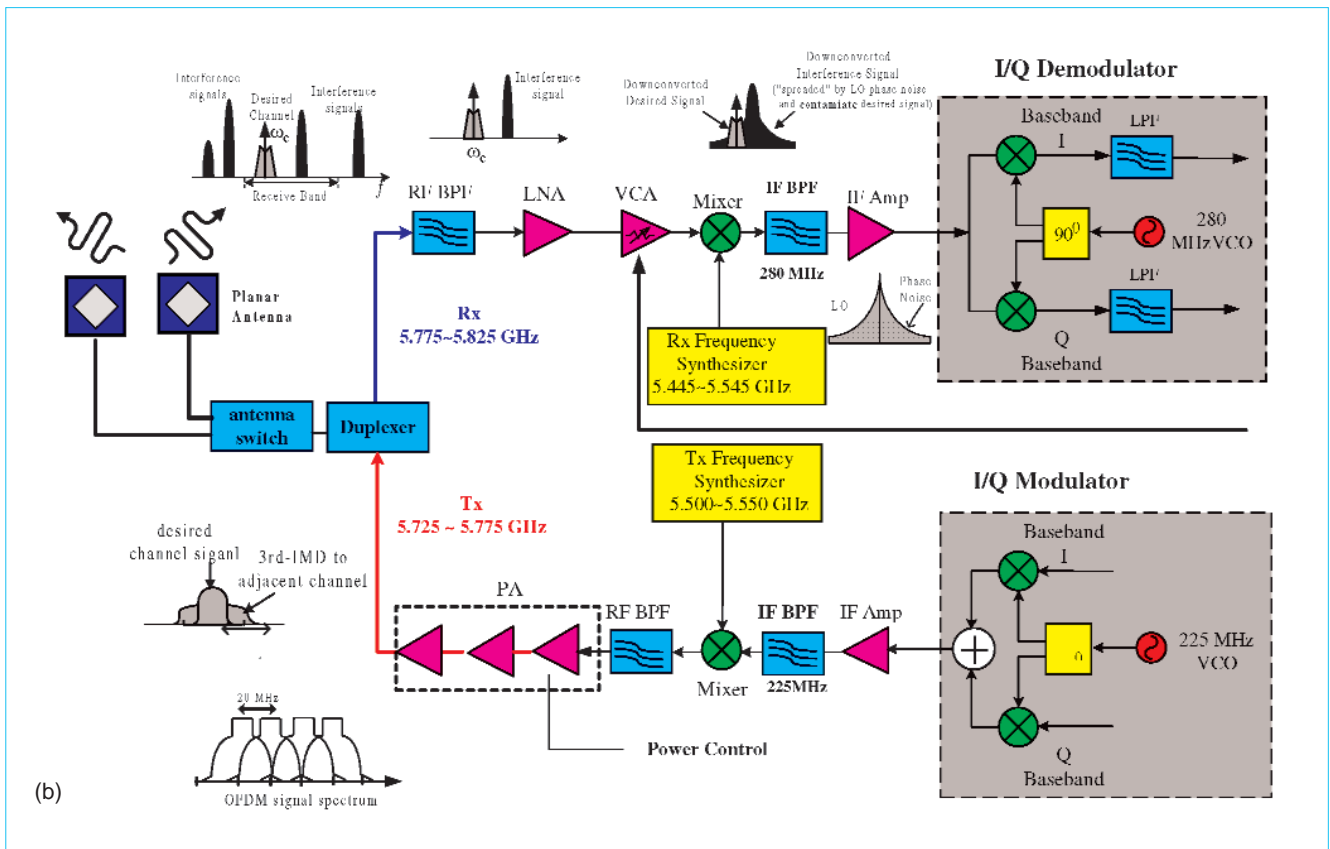 Interference
signals
Desired
Channel
ωc
Interference
signals
Receive Band
f
Interference
signal
ωc
Downconverted
Desired Signal
Downconverted
Interference Signal
("spreaded" by LO phase noise
and contamiate desired signal)
I/Q Demodulator
Baseband
I
LPF
RF BPF
LNA
VCA
Mixer
IF BPF
IF Amp
280 MHz
90⁰
280
MHzVCO
LPF
Q
Baseband
Planar
Antenna
Rx
5.775~5.825 GHz
LO
Phase
Noise
Rx Frequency
Synthesizer
5.445~5.545 GHz
antenna
switch
Duplexer
Tx Frequency
Synthesizer
5.500~5.550 GHz
I/Q Modulator
Tx
5.725 ~ 5.775 GHz
desired
channel siganl
3rd-IMD to
adjacent channel
Baseband
I
PA
RF BPF
Mixer
IF BPF
IF Amp
225MHz
0
225 MHz
VCO
Q
Baseband
Power Control
20 MHz
OFDM signal spectrum
(b)